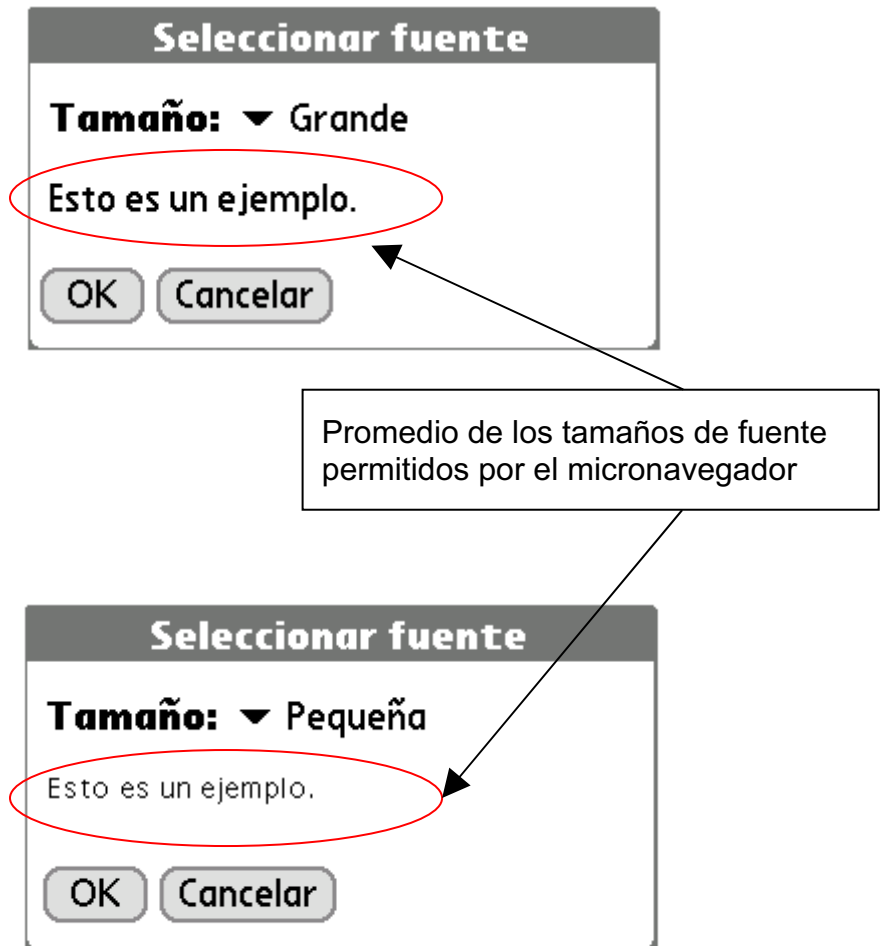 Seleccionar fuente
Tamaño: Grande
Esto es un ejemplo.
OK Cancelar
Promedio de los tamaños de fuente
permitidos por el micronavegador
Seleccionar fuente
Tamaño: Pequeña
Esto es un ejemplo.
OK Cancelar